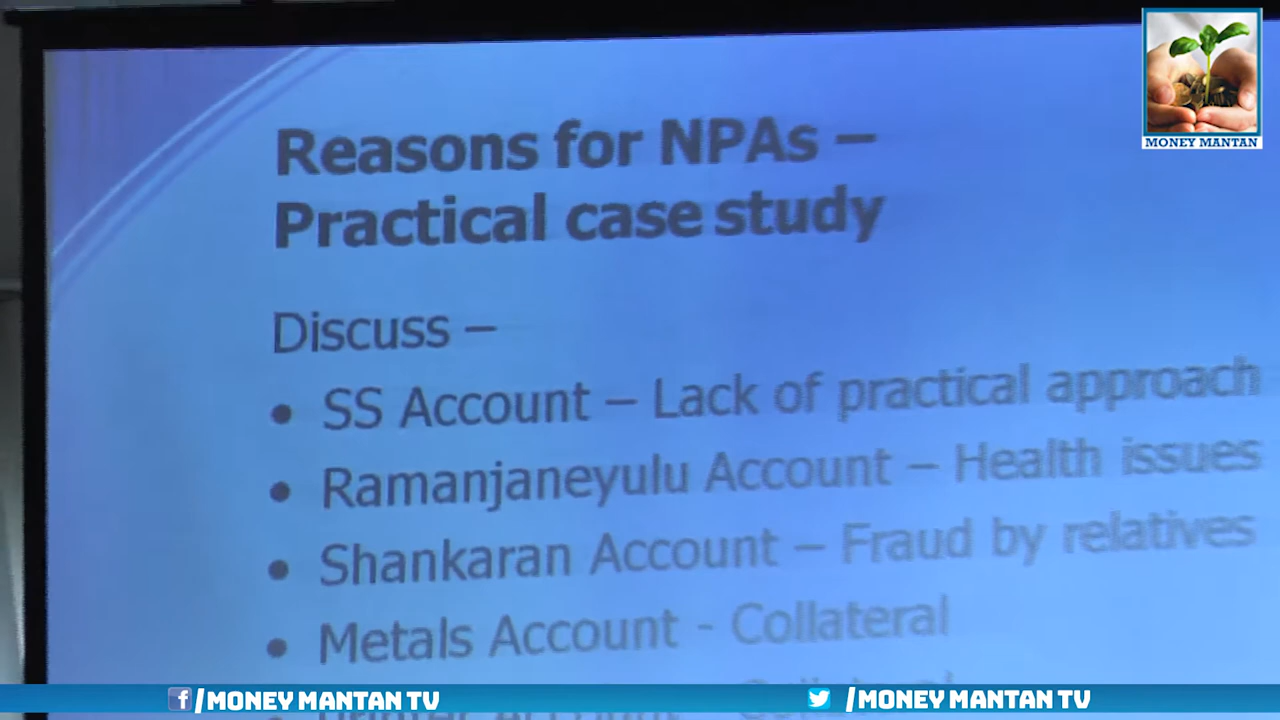 MONEY MANTAN
Reasons for NPAs –
Practical case study
Discuss –
• SS Account – Lack of practical approach
• Ramanjaneyulu Account – Health issues
• Shankaran Account – Fraud by relatives
• Metals Account - Collateral
/MONEY MANTAN TV
/MONEY MANTAN TV